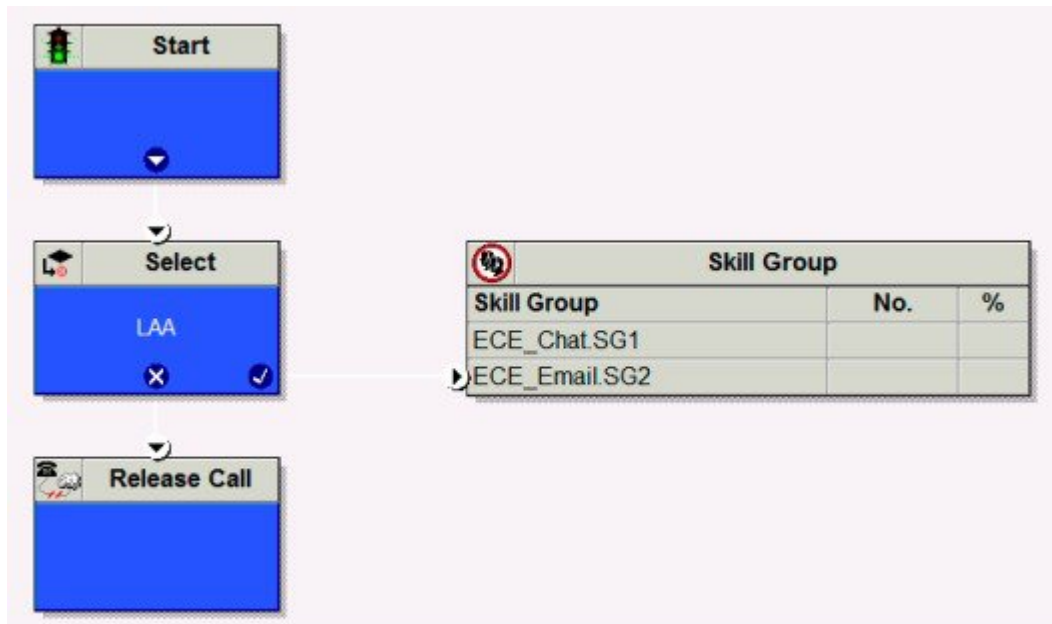 Start
Select
LAA
Release Call
Skill Group
Skill Group No. %
ECE_Chat.SG1
ECE_Email.SG2